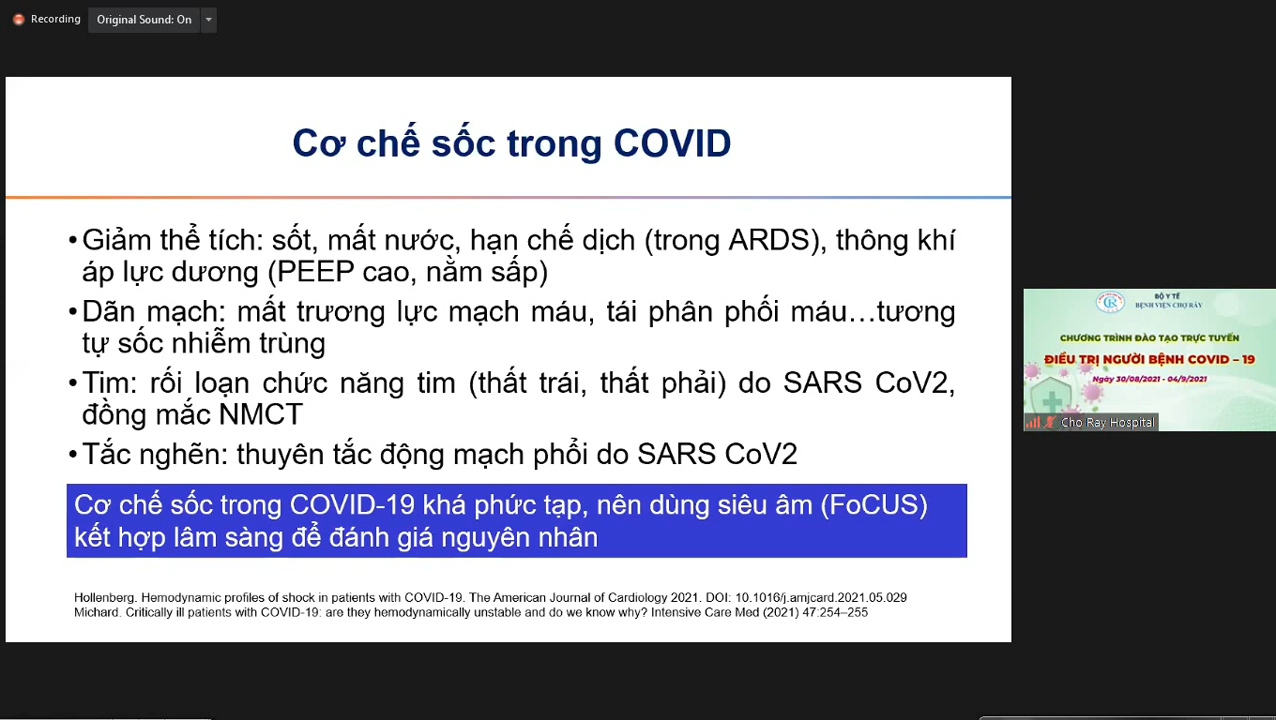 Recording
Original Sound: On
Cơ chế sốc trong COVID
•Giảm thể tích: sốt, mất nước, hạn chế dịch (trong ARDS), thông khí
áp lực dương (PEEP cao, nằm sấp)
•Dãn mạch: mất trương lực mạch máu, tái phân phối máu…tương
tự sốc nhiễm trùng
•Tim: rối loạn chức năng tim (thất trái, thất phải) do SARS CoV2,
đồng mắc NMCT
•Tắc nghẽn: thuyên tắc động mạch phổi do SARS CoV2
Cơ chế sốc trong COVID-19 khá phức tạp, nên dùng siêu âm (FoCUS)
kết hợp lâm sàng để đánh giá nguyên nhân
Hollenberg. Hemodynamic profiles of shock in patients with COVID-19. The American Journal of Cardiology 2021. DOI: 10.1016/j.amjcard.2021.05.029
Michard. Critically ill patients with COVID-19: are they hemodynamically unstable and do we know why? Intensive Care Med (2021) 47:254–255
BỘ Y TẾ
BỆNH VIỆN CHỢ RẪY
CHƯƠNG TRÌNH ĐÀO TẠO TRỰC TUYẾN
ĐIỀU TRỊ NGƯỜI BỆNH COVID – 19
Ngày 30/08/2021 - 04/9/2021
Cho Ray Hospital